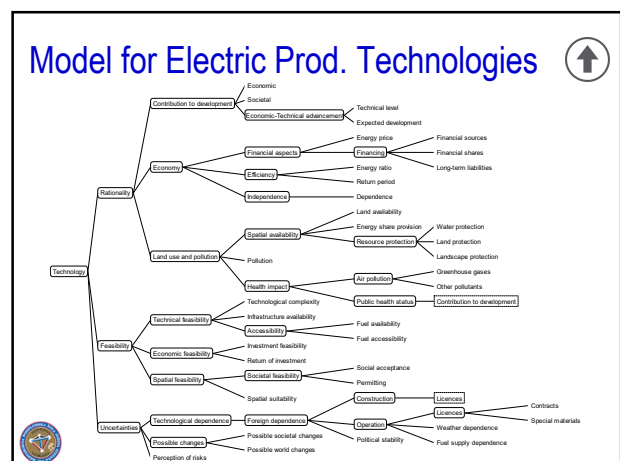 Model for Electric Prod. Technologies
Economic
Contribution to development
Societal
Economic-Technical advancement
Technical level
Expected development
Energy price
Financial sources
Financial aspects
Financing
Financial shares
Economy
Long-term liabilities
Efficiency
Energy ratio
Return period
Rationality
Independence
Dependence
Land availability
Spatial availability
Energy share provision
Water protection
Resource protection
Land protection
Land use and pollution
Pollution
Landscape protection
Technology
Health impact
Air pollution
Greenhouse gases
Other pollutants
Public health status
Contribution to development
Technological complexity
Technical feasibility
Infrastructure availability
Accessibility
Fuel availability
Fuel accessibility
Feasibility
Economic feasibility
Investment feasibility
Return of investment
Spatial feasibility
Societal feasibility
Social acceptance
Permitting
Spatial suitability
Construction
Licences
Uncertainties
Technological dependence
Foreign dependence
Operation
Licences
Contracts
Special materials
Weather dependence
Political stability
Fuel supply dependence
Possible changes
Possible societal changes
Possible world changes
Perception of risks